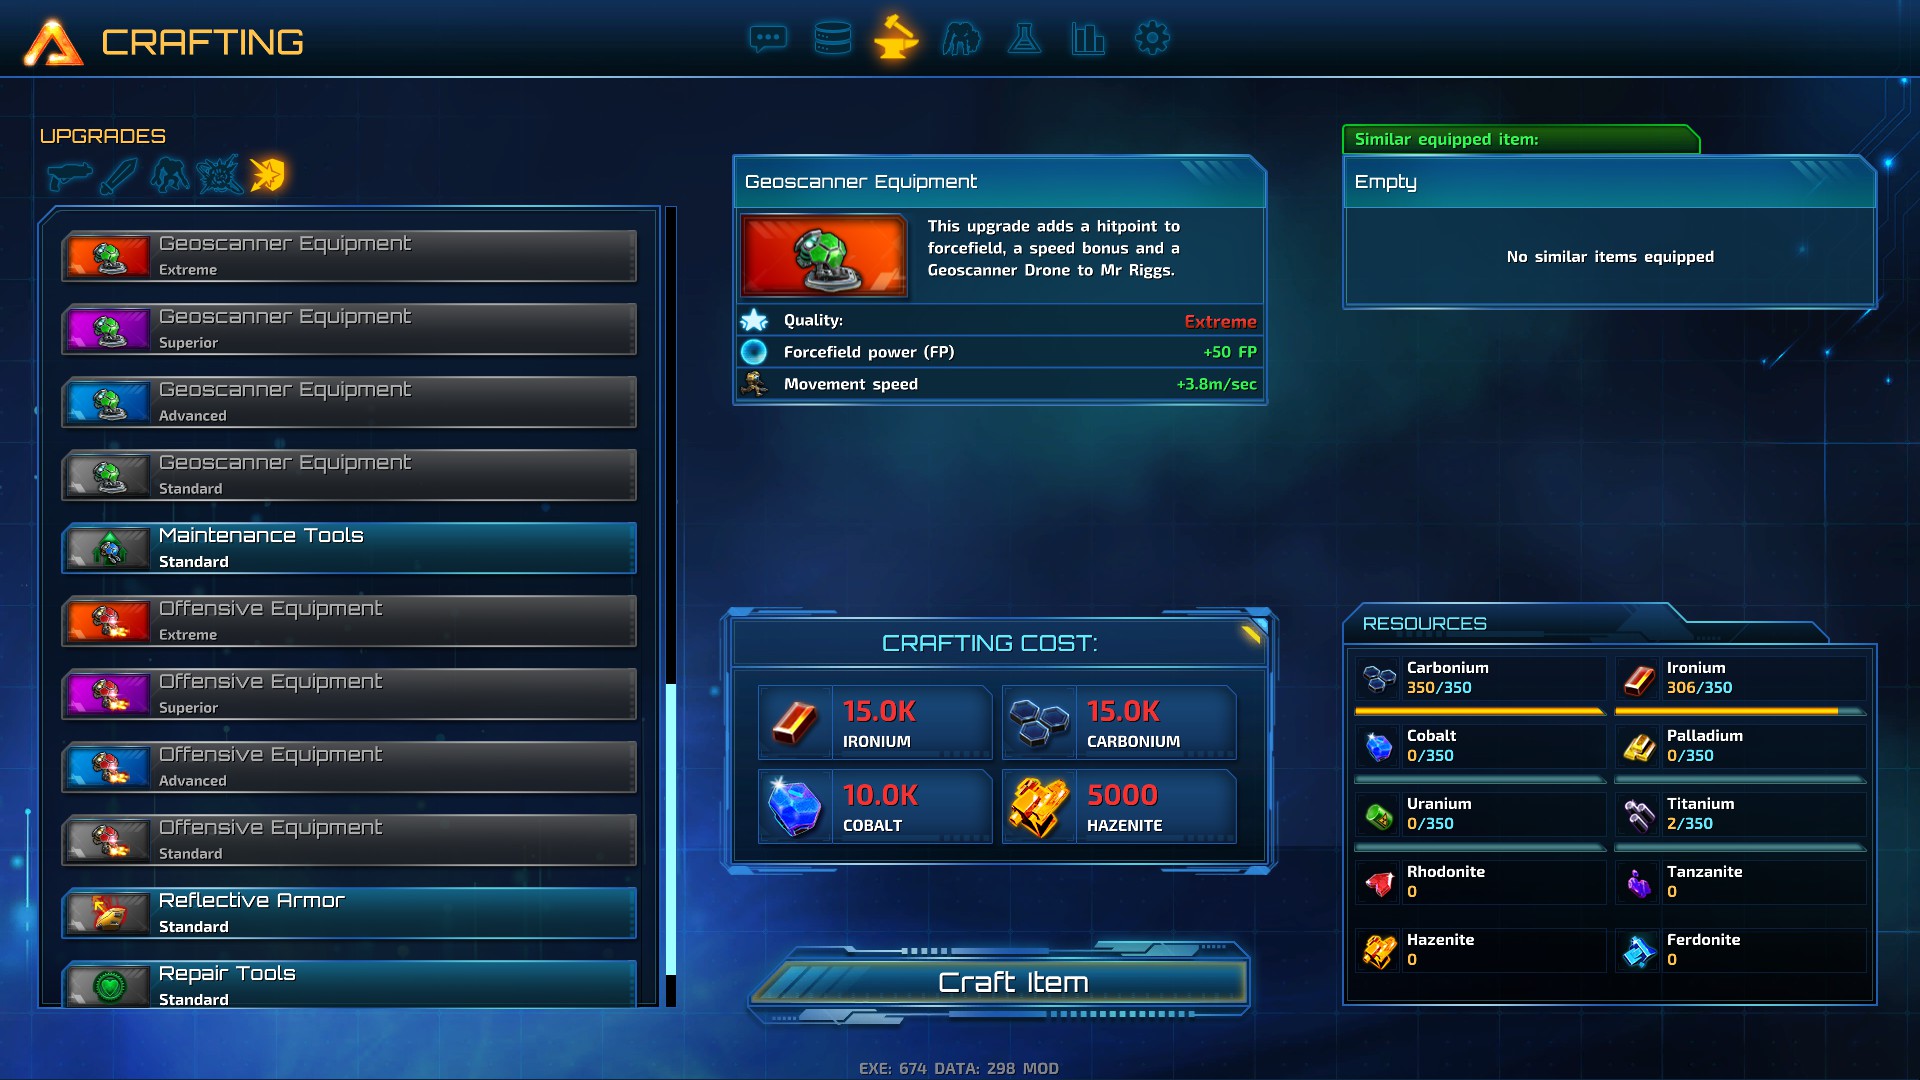 CRAFTING
UPGRADES
Geoscanner Equipment
Extreme
Geoscanner Equipment
Superior
Geoscanner Equipment
Advanced
Geoscanner Equipment
Standard
Maintenance Tools
Standard
Offensive Equipment
Extreme
Offensive Equipment
Superior
Offensive Equipment
Advanced
Offensive Equipment
Standard
Reflective Armor
Standard
Repair Tools
Standard
Geoscanner Equipment
This upgrade adds a hitpoint to
forcefield, a speed bonus and a
Geoscanner Drone to Mr Riggs.
Quality: Extreme
Forcefield power (FP) +50 FP
Movement speed +3.8m/sec
Similar equipped item:
Empty
No similar items equipped
CRAFTING COST:
15.0K
IRONIUM
15.0K
CARBONIUM
10.0K
COBALT
5000
HAZENITE
Craft Item
RESOURCES
Carbonium
350/350
Ironium
306/350
Cobalt
0/350
Palladium
0/350
Uranium
0/350
Titanium
2/350
Rhodonite
0
Tanzanite
0
Hazenite
0
Ferdonite
0
EXE: 674 DATA: 298 MOD